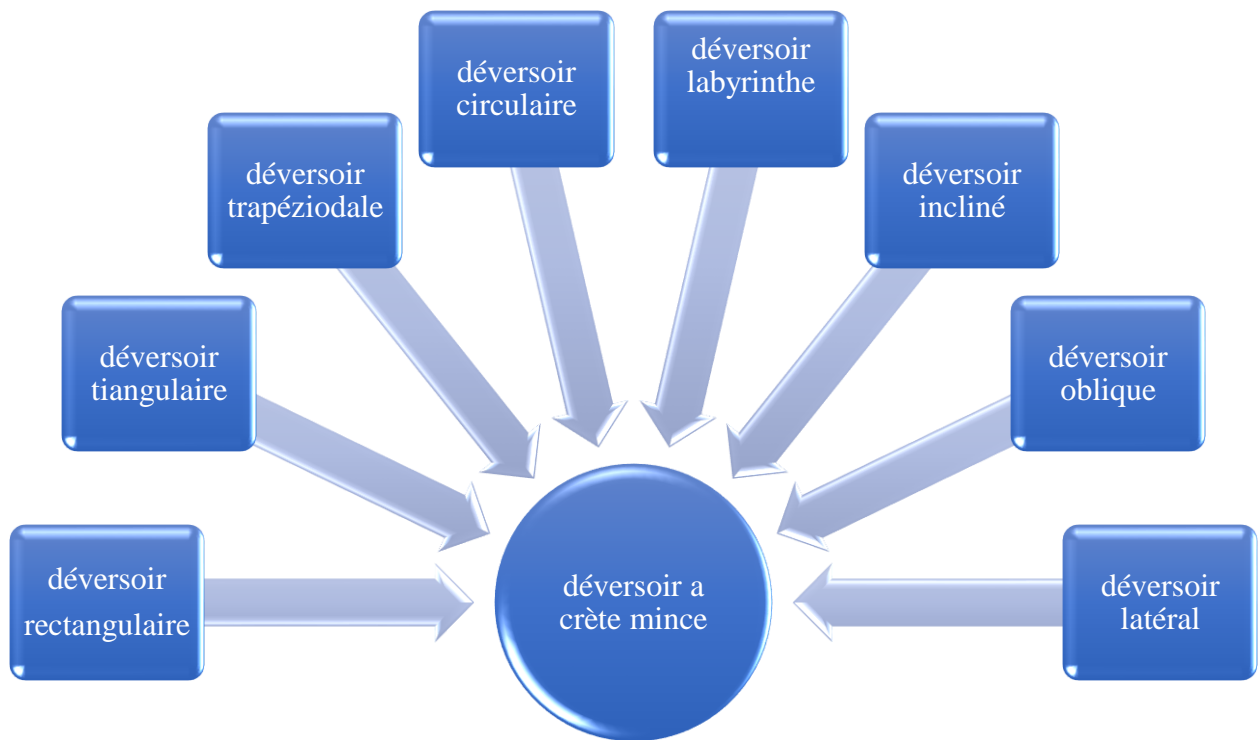 déversoir
circulaire
déversoir
labyrinthe
déversoir
trapéziodale
déversoir
incliné
déversoir
tiangulaire
déversoir
oblique
déversoir
rectangulaire
déversoir a
crète mince
déversoir
latéral